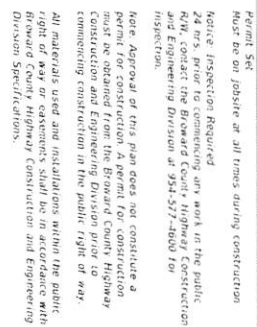 Permit Set
Must be on jobsite at all times during construction
Notice: Inspection Required
24 hrs. prior to commencing any work in the public
R/W, contact the Broward County Highway Construction
and Engineering Division at 954-577-4600 for
inspection.
Note: Approval of this plan does not constitute a
permit for construction. A permit for construction
must be obtained from the Broward County Highway
Construction and Engineering Division prior to
commencing construction in the public right of way.
All materials used and installations within the public
right of way or easements shall be in accordance with
Broward County Highway Construction and Engineering
Division Specifications.